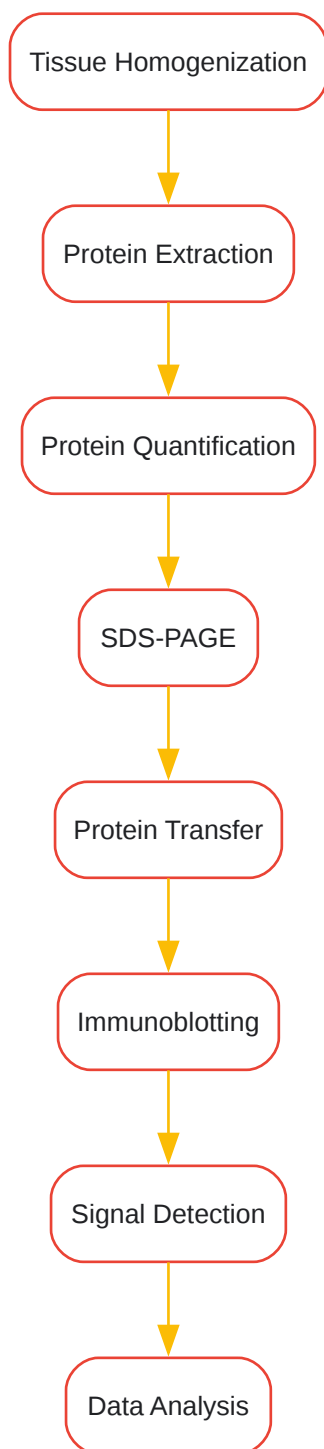 Tissue Homogenization
Protein Extraction
Protein Quantification
SDS-PAGE
Protein Transfer
Immunoblotting
Signal Detection
Data Analysis